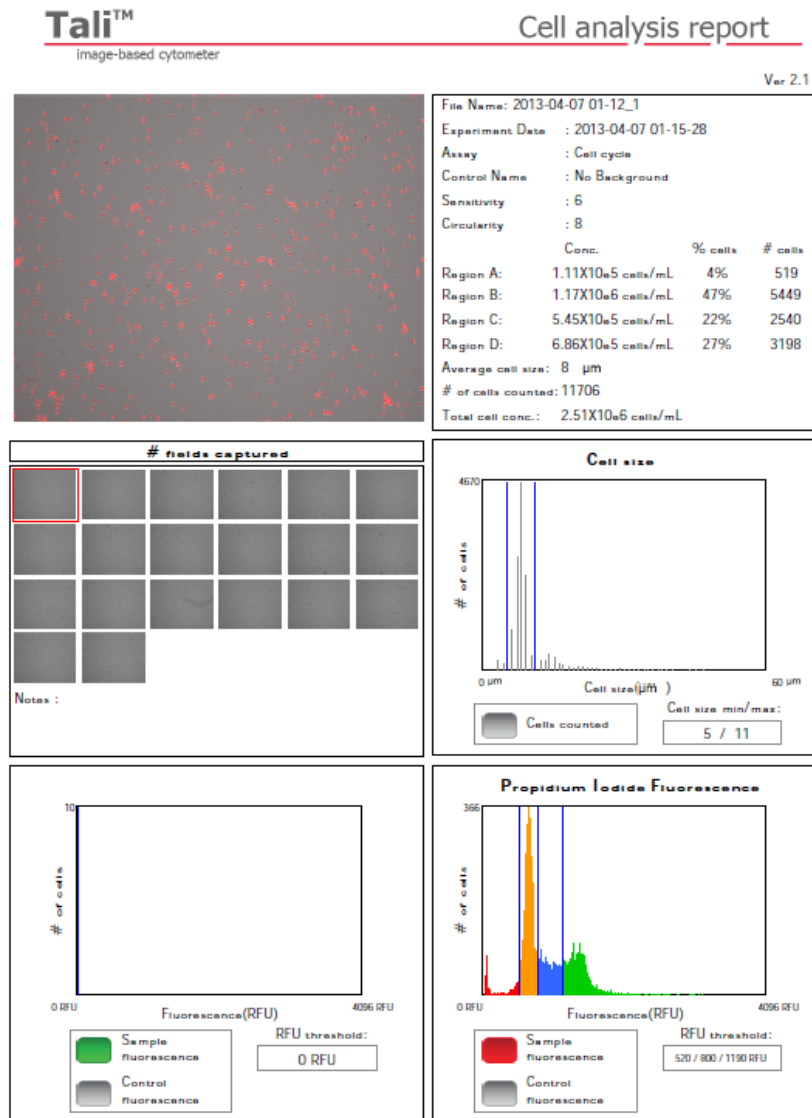 Tali™
image-based cytometer
Cell analysis report
Ver 2.1
File Name: 2013-04-07 01-12_1
Experiment Date : 2013-04-07 01-15-28
Assay : Cell cycle
Control Name : No Background
Sensitivity : 6
Circularity : 8
Conc. % cells # cells
Region A: 1.11X10e5 cells/mL 4% 519
Region B: 1.17X10e6 cells/mL 47% 5449
Region C: 5.45X10e5 cells/mL 22% 2540
Region D: 6.86X10e5 cells/mL 27% 3198
Average cell size: 8 µm
# of cells counted: 11706
Total cell conc.: 2.51X10e6 cells/mL
# fields captured
Notes :
Cell size
4670
# of cells
0 µm
60 µm
Cell size(µm )
Cells counted
Cell size min/max:
5 / 11
10
# of cells
0 RFU
4096 RFU
Fluorescence(RFU)
Sample
fluorescence
Control
fluorescence
RFU threshold:
0 RFU
Propidium Iodide Fluorescence
366
# of cells
0 RFU
4096 RFU
Fluorescence(RFU)
Sample
fluorescence
Control
fluorescence
RFU threshold:
520 / 800 / 1190 RFU